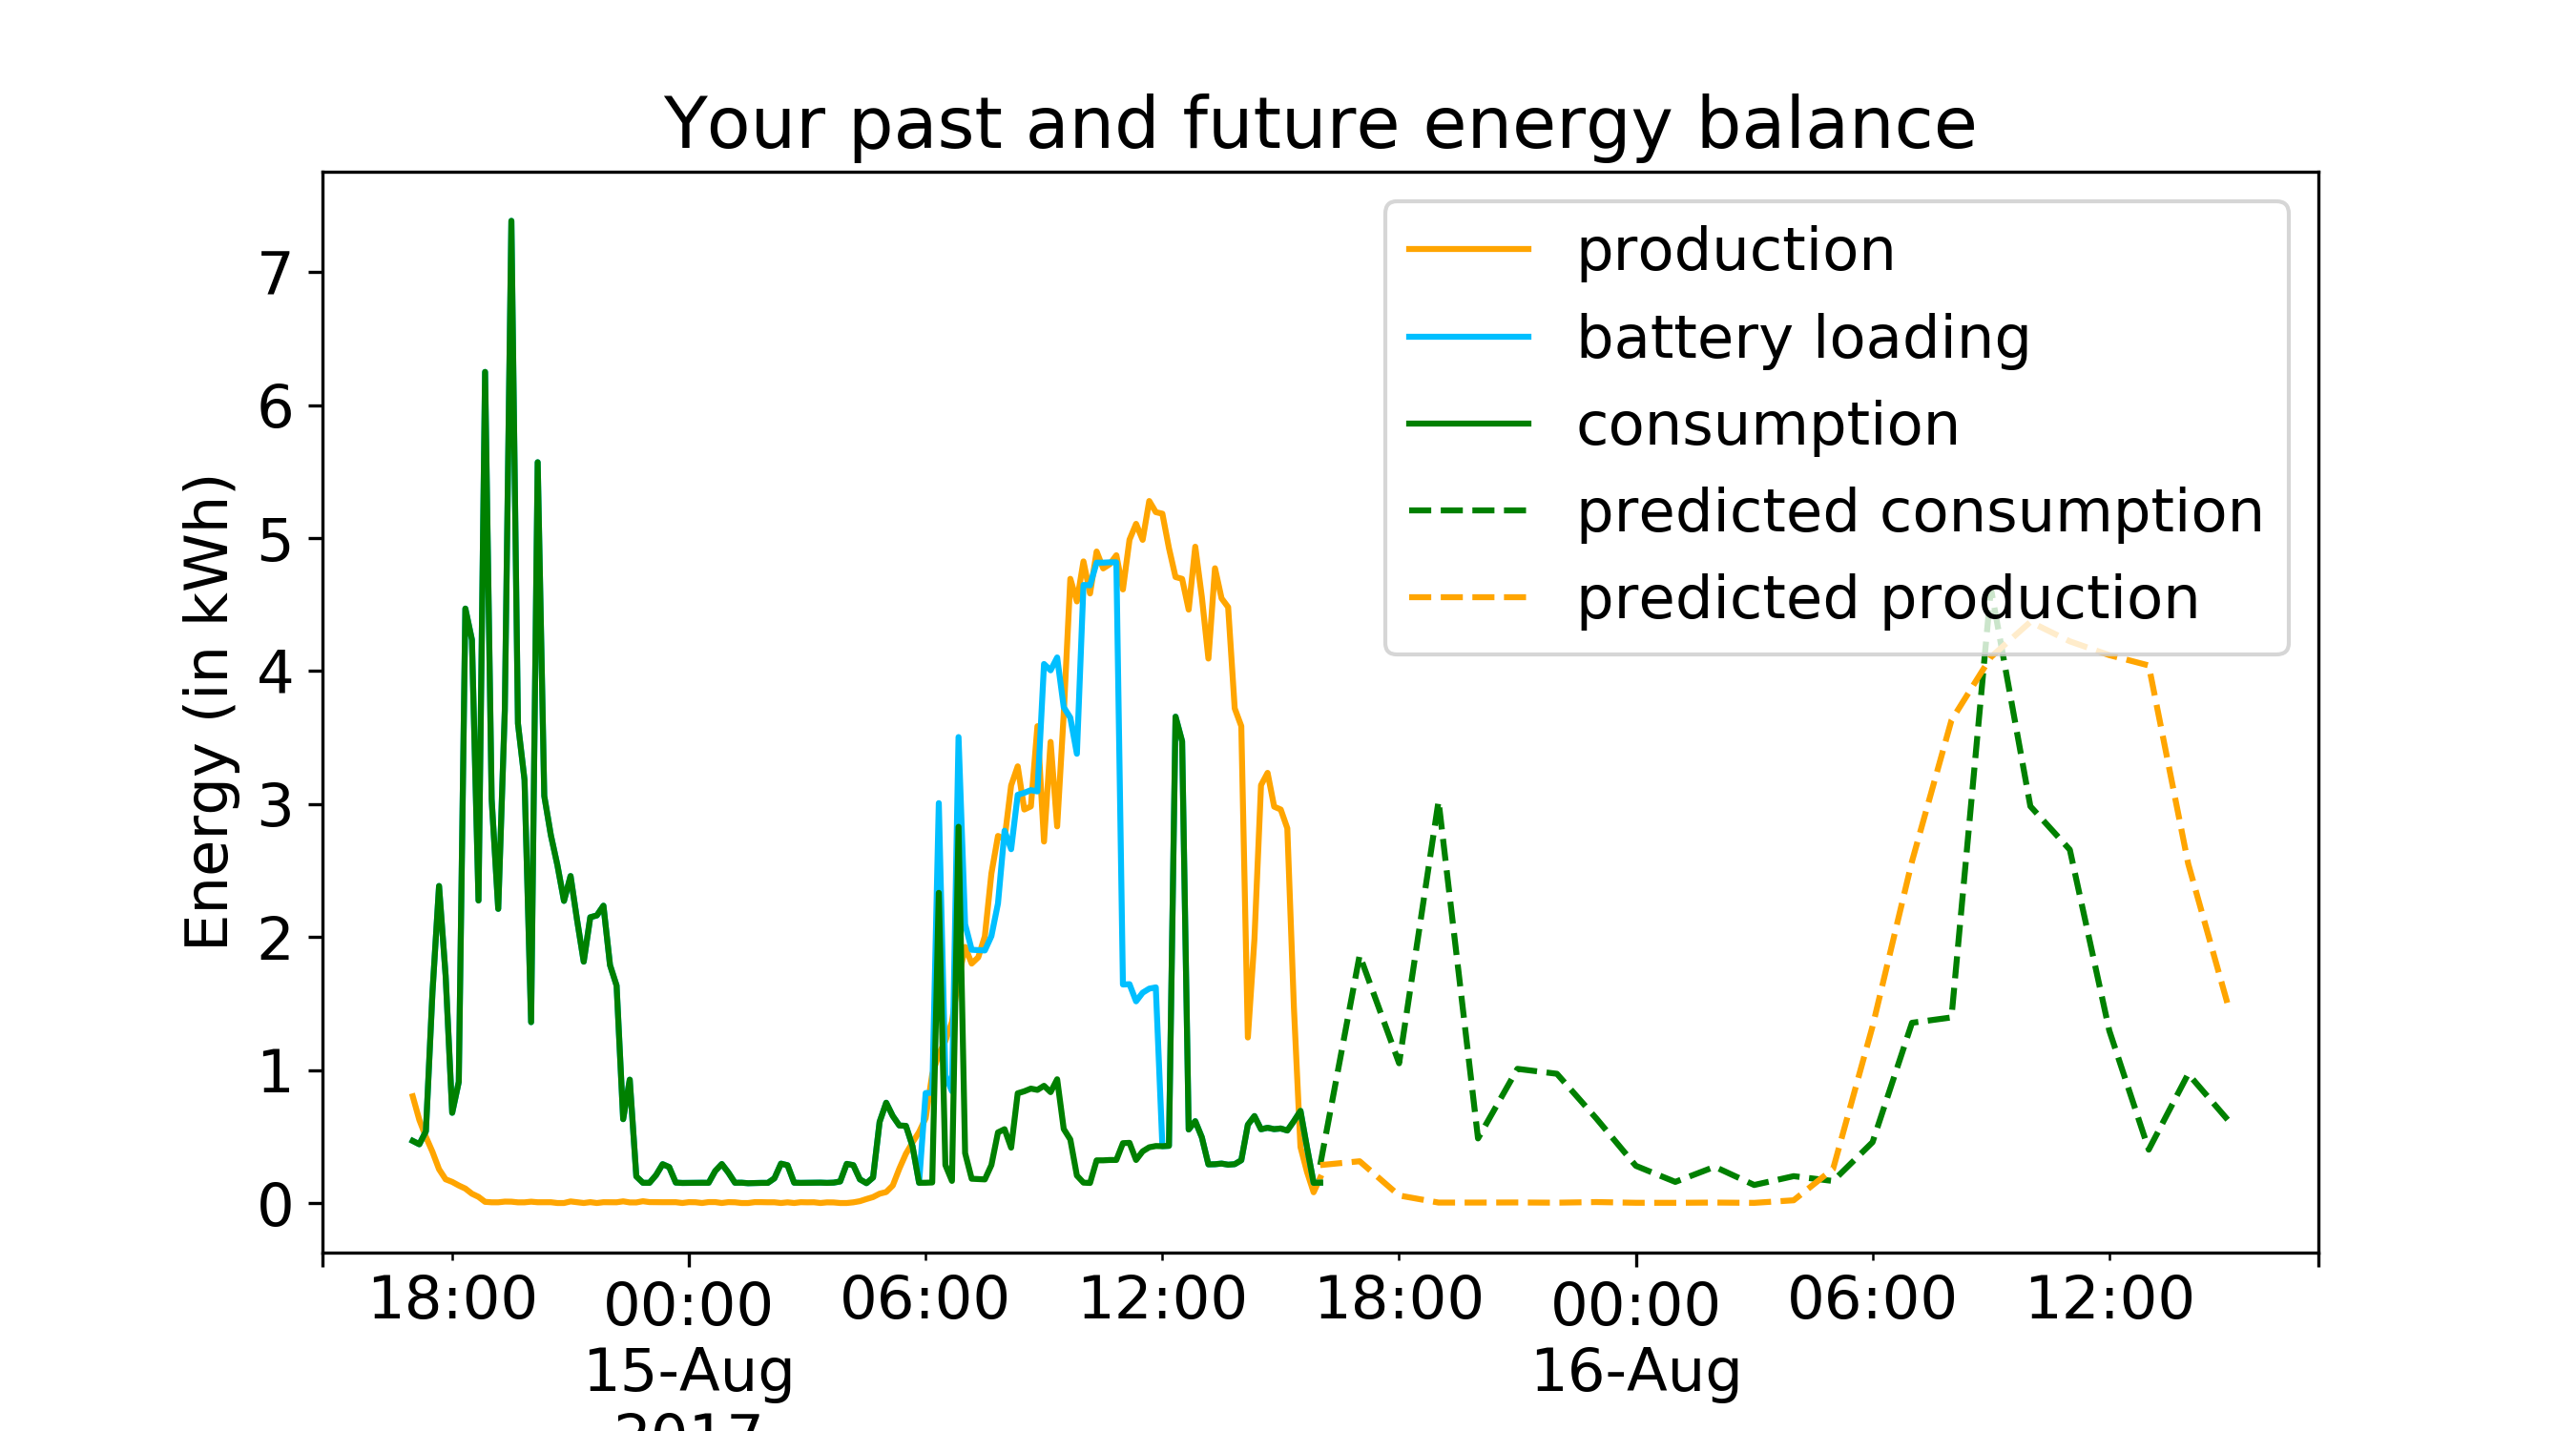 Your past and future energy balance
production
battery loading
consumption
predicted consumption
predicted production
Energy (in kWh)
7
6
5
4
3
2
1
0
18:00 00:00 06:00 12:00 18:00 00:00 06:00 12:00
15-Aug 16-Aug
2017